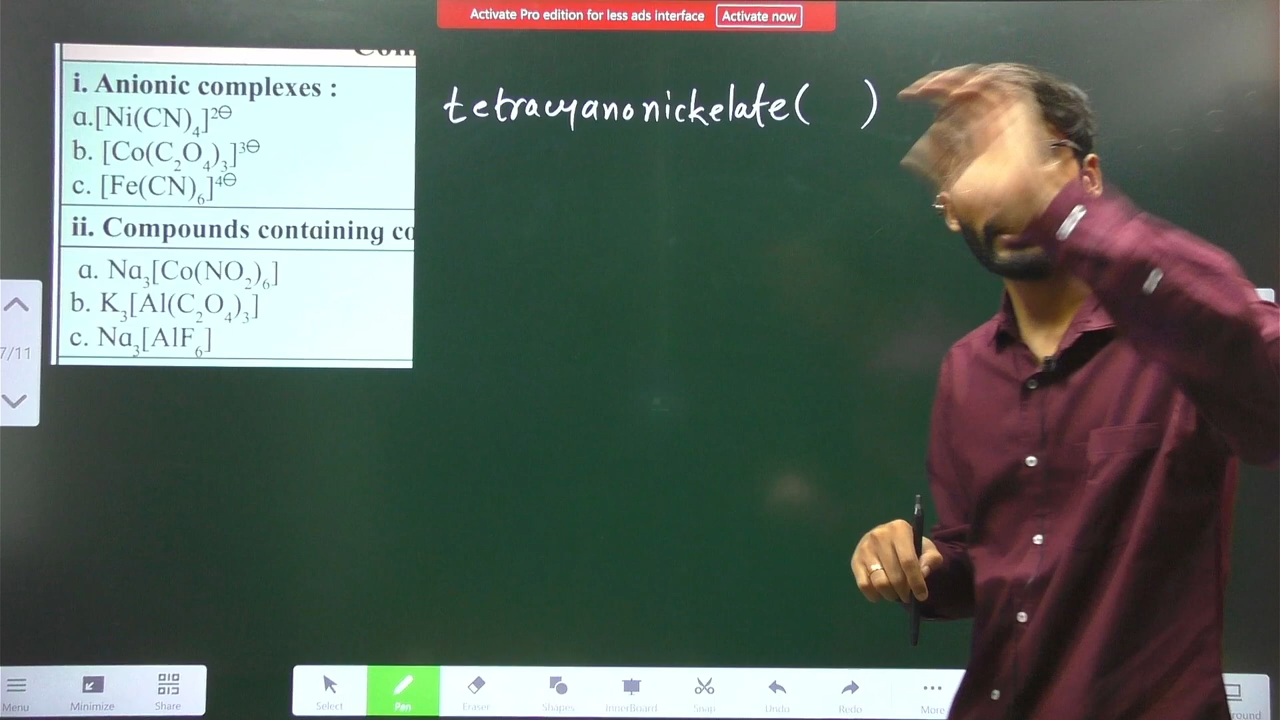 Activate Pro edition for less ads interface Activate now
i. Anionic complexes :
a.[Ni(CN)₄]²⊖
b. [Co(C₂O₄)₃]³⊖
c. [Fe(CN)₆]⁴⊖
ii. Compounds containing co
a. Na₃[Co(NO₂)₆]
b. K₃[Al(C₂O₄)₃]
c. Na₃[AlF₆]
tetracyanonickelate( )
7/11
Menu Minimize Share Select Pen Eraser Shapes InnerBoard Snap Undo Redo More